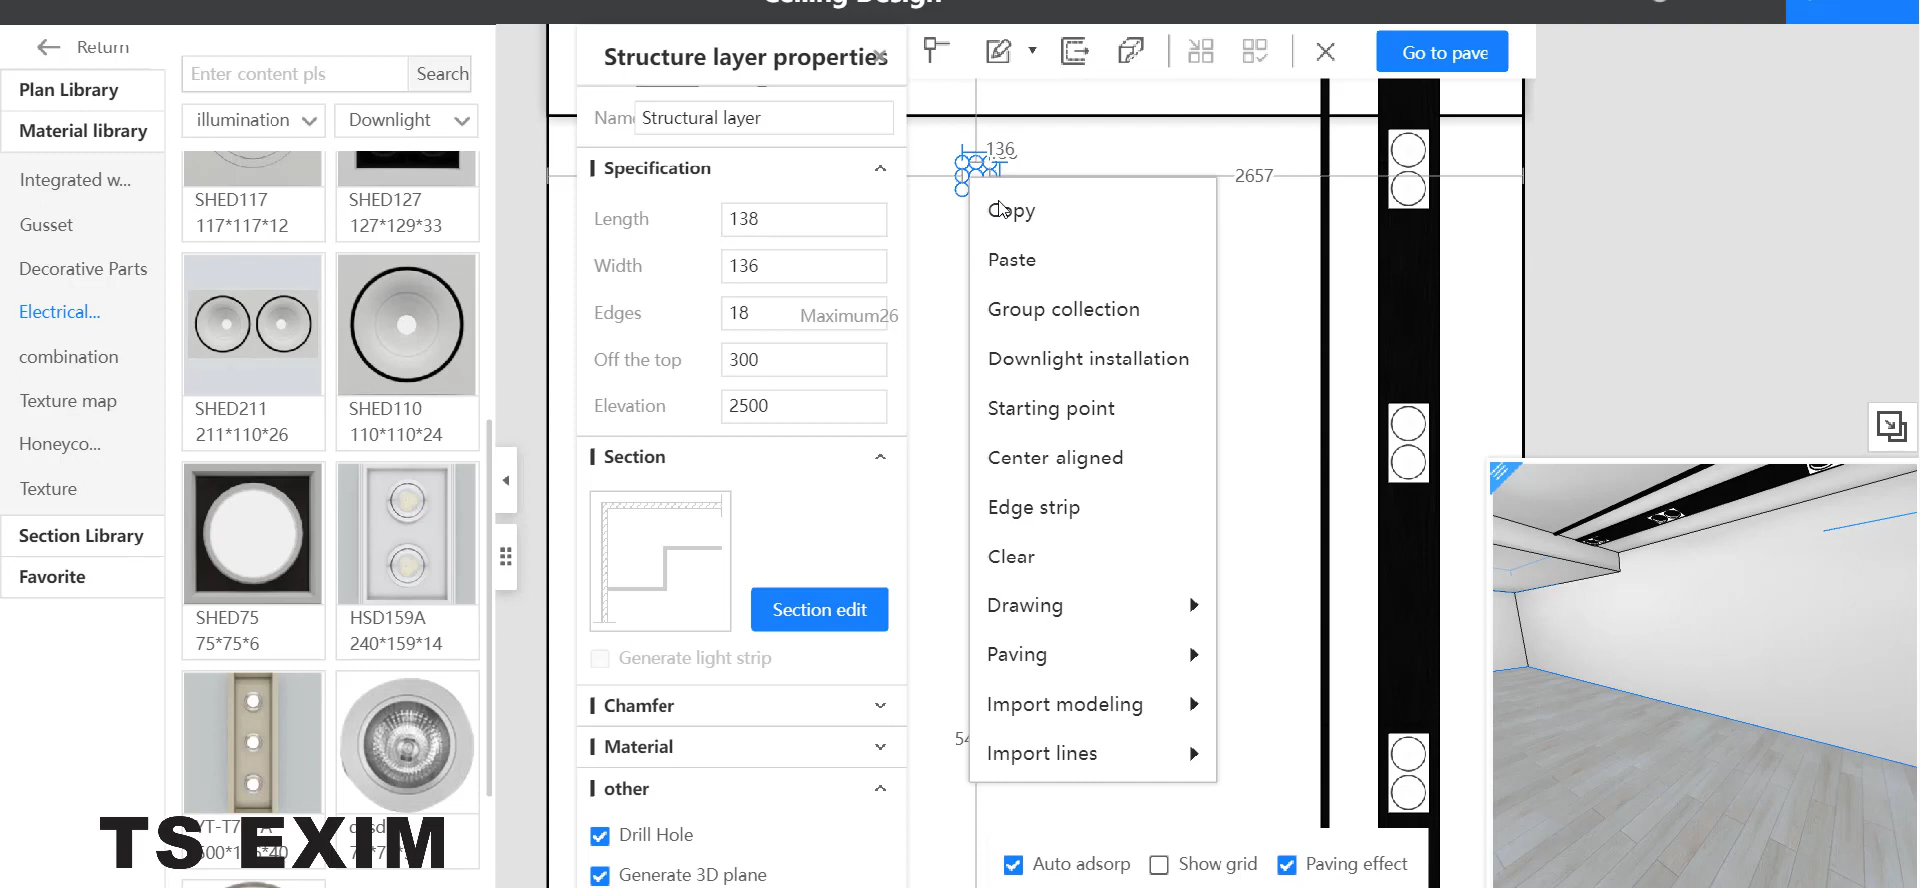 Ceiling Design
Return
Plan Library
Material library
Integrated w...
Gusset
Decorative Parts
Electrical...
combination
Texture map
Honeyco...
Texture
Section Library
Favorite
Enter content pls
Search
illumination
Downlight
SHED117
117*117*12
SHED127
127*129*33
SHED211
211*110*26
SHED110
110*110*24
SHED75
75*75*6
HSD159A
240*159*14
TS EXIM
Structure layer properties
Name
Structural layer
Specification
Length
138
Width
136
Edges
18
Maximum26
Off the top
300
Elevation
2500
Section
Section edit
Generate light strip
Chamfer
Material
other
Drill Hole
Generate 3D plane
Go to pave
136
2657
Copy
Paste
Group collection
Downlight installation
Starting point
Center aligned
Edge strip
Clear
Drawing
Paving
Import modeling
Import lines
Auto adsorp
Show grid
Paving effect